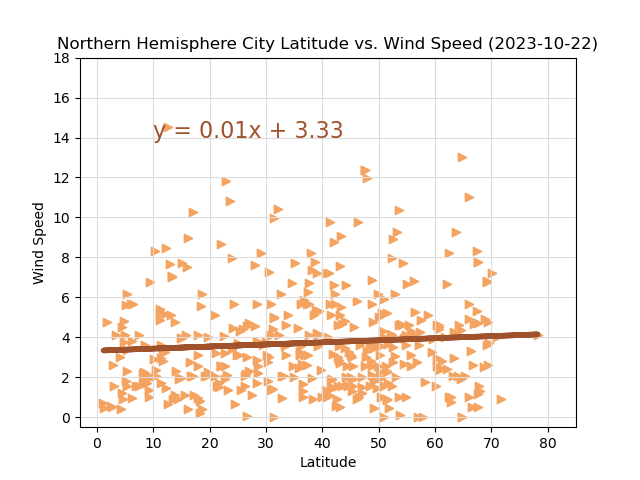 Northern Hemisphere City Latitude vs. Wind Speed (2023-10-22)
18
16
14
12
10
8
6
4
2
0
Wind Speed
y = 0.01x + 3.33
0 10 20 30 40 50 60 70 80
Latitude